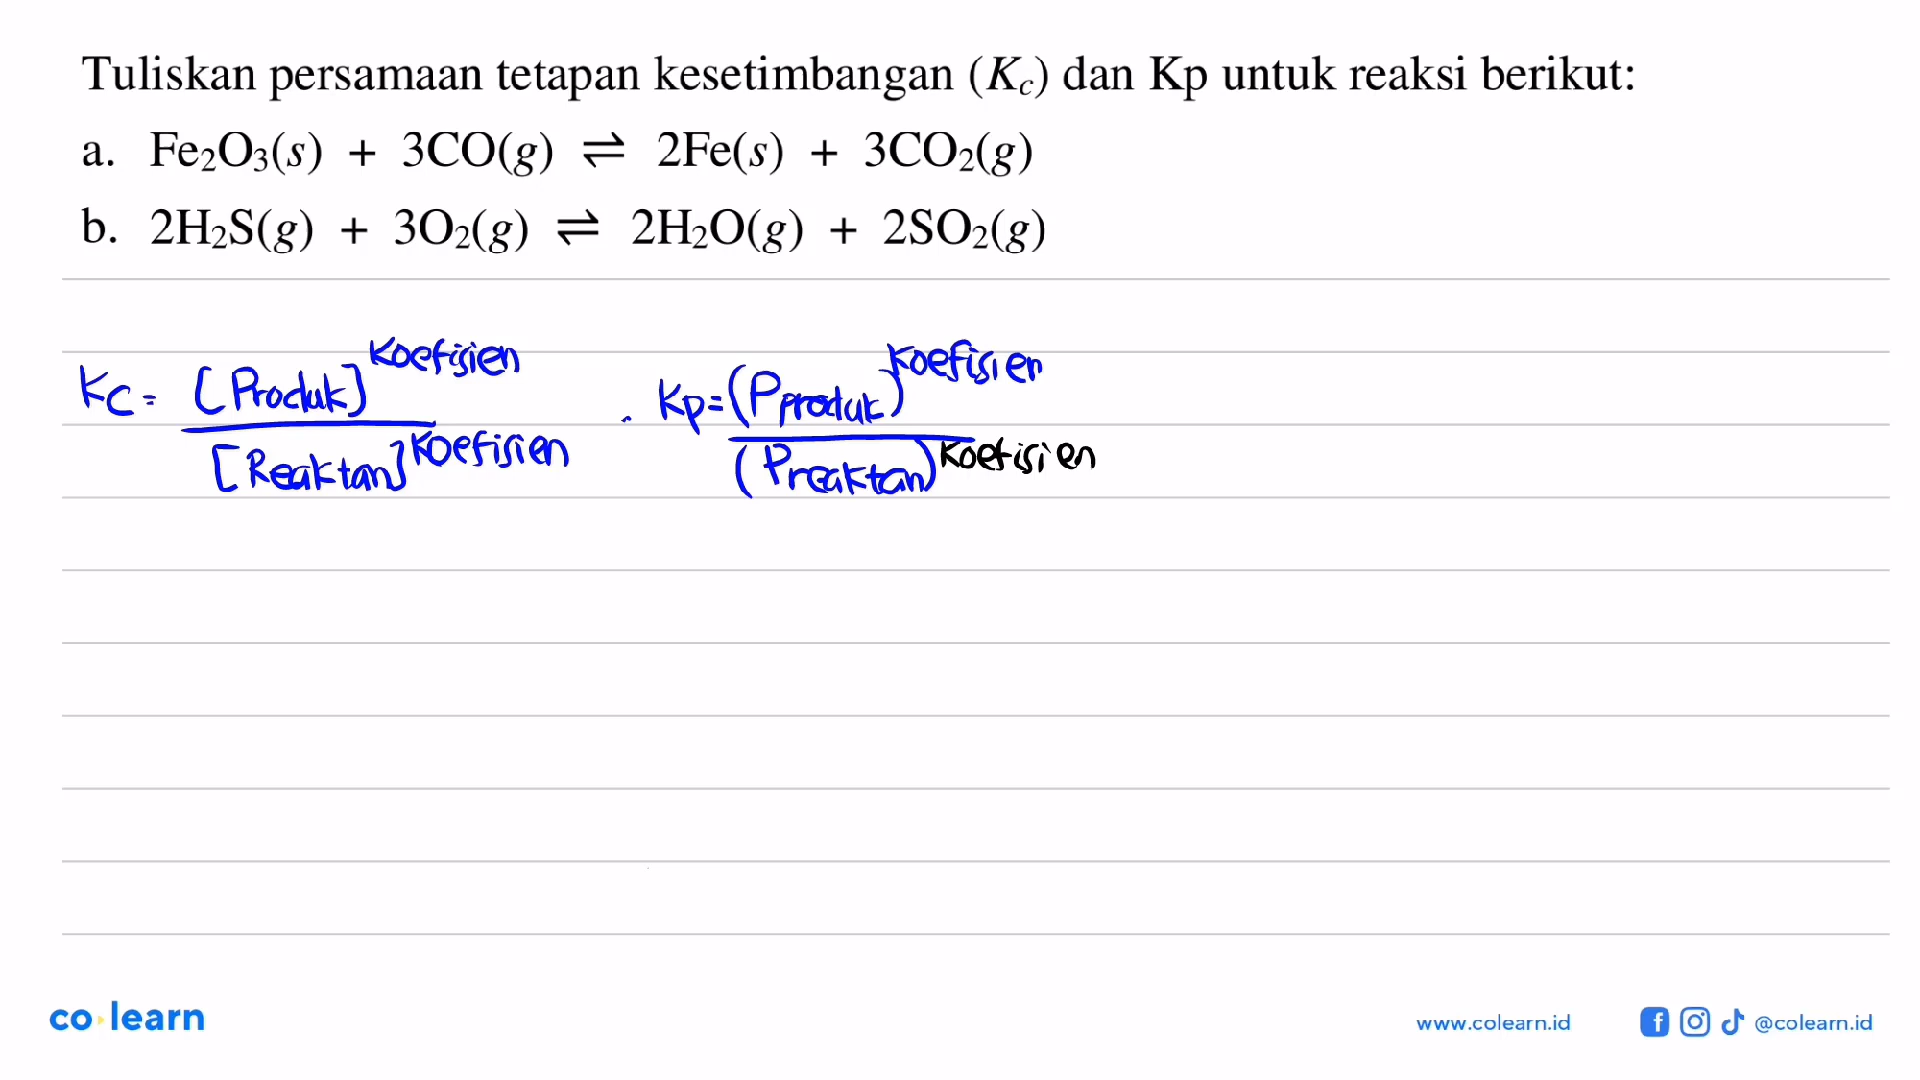 Tuliskan persamaan tetapan kesetimbangan (Kc) dan Kp untuk reaksi berikut:
a. Fe2O3(s) + 3CO(g) ⇌ 2Fe(s) + 3CO2(g)
b. 2H2S(g) + 3O2(g) ⇌ 2H2O(g) + 2SO2(g)
Kc = [Produk]^Koefisien / [Reaktan]^Koefisien
Kp = (Pproduk)^Koefisien / (Preaktan)^Koefisien
co learn
www.colearn.id
@colearn.id